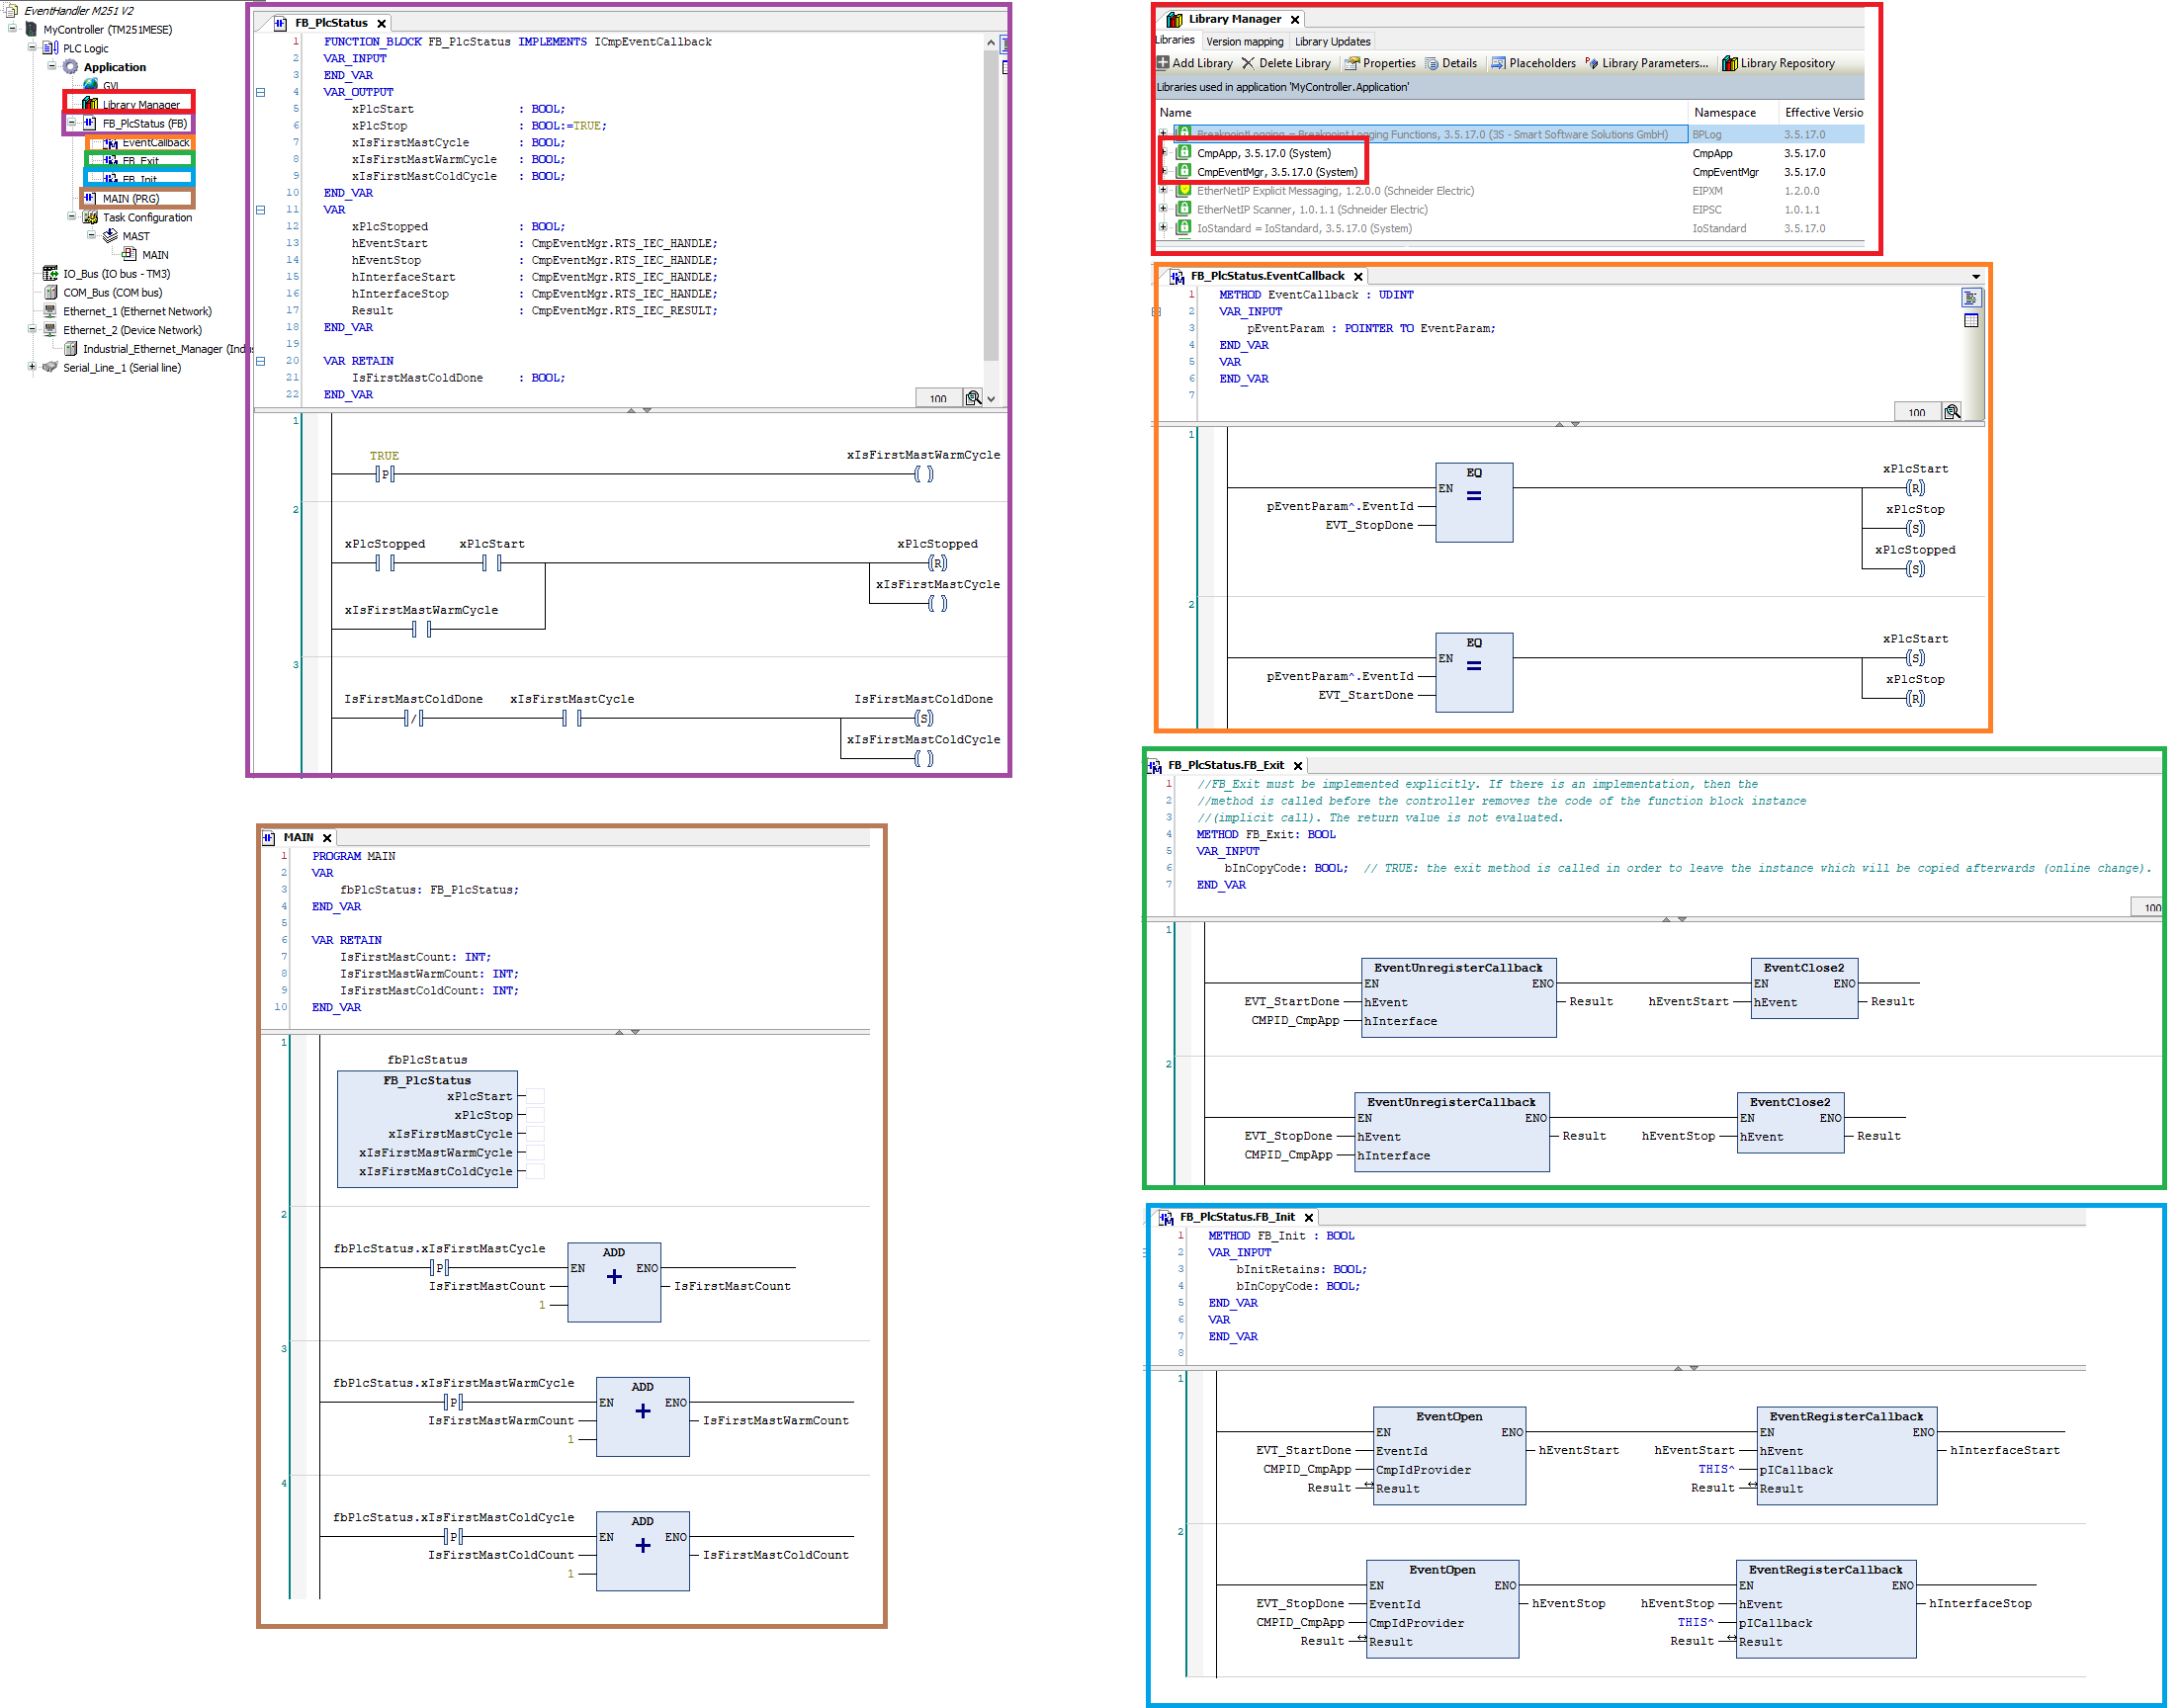 EventHandler M251 V2
MyController (TM251MESE)
PLC Logic
Application
GVL
Library Manager
FB_PlcStatus (FB)
EventCallback
FB_Exit
FB_Init
MAIN (PRG)
Task Configuration
MAST
MAIN
IO_Bus (IO bus - TM3)
COM_Bus (COM bus)
Ethernet_1 (Ethernet Network)
Ethernet_2 (Device Network)
Industrial_Ethernet_Manager
Serial_Line_1 (Serial line)
FB_PlcStatus
1 FUNCTION_BLOCK FB_PlcStatus IMPLEMENTS ICmpEventCallback
2 VAR_INPUT
3 END_VAR
4 VAR_OUTPUT
5 xPlcStart : BOOL;
6 xPlcStop : BOOL:=TRUE;
7 xIsFirstMastCycle : BOOL;
8 xIsFirstMastWarmCycle : BOOL;
9 xIsFirstMastColdCycle : BOOL;
10 END_VAR
11 VAR
12 xPlcStopped : BOOL;
13 hEventStart : CmpEventMgr.RTS_IEC_HANDLE;
14 hEventStop : CmpEventMgr.RTS_IEC_HANDLE;
15 hInterfaceStart : CmpEventMgr.RTS_IEC_HANDLE;
16 hInterfaceStop : CmpEventMgr.RTS_IEC_HANDLE;
17 Result : CmpEventMgr.RTS_IEC_RESULT;
18 END_VAR
19
20 VAR RETAIN
21 IsFirstMastColdDone : BOOL;
22 END_VAR
100
1
TRUE xIsFirstMastWarmCycle
P
2
xPlcStopped xPlcStart xPlcStopped
R
xIsFirstMastCycle
xIsFirstMastWarmCycle
3
IsFirstMastColdDone xIsFirstMastCycle IsFirstMastColdDone
/ S
xIsFirstMastColdCycle
MAIN
1 PROGRAM MAIN
2 VAR
3 fbPlcStatus: FB_PlcStatus;
4 END_VAR
5
6 VAR RETAIN
7 IsFirstMastCount: INT;
8 IsFirstMastWarmCount: INT;
9 IsFirstMastColdCount: INT;
10 END_VAR
1
fbPlcStatus
FB_PlcStatus
xPlcStart
xPlcStop
xIsFirstMastCycle
xIsFirstMastWarmCycle
xIsFirstMastColdCycle
2
fbPlcStatus.xIsFirstMastCycle ADD
P EN + ENO
IsFirstMastCount IsFirstMastCount
1
3
fbPlcStatus.xIsFirstMastWarmCycle ADD
P EN + ENO
IsFirstMastWarmCount IsFirstMastWarmCount
1
4
fbPlcStatus.xIsFirstMastColdCycle ADD
P EN + ENO
IsFirstMastColdCount IsFirstMastColdCount
1
Library Manager
Libraries Version mapping Library Updates
Add Library Delete Library Properties Details Placeholders Library Parameters... Library Repository
Libraries used in application 'MyController.Application'
Name Namespace Effective Versio
BreakpointLogging = Breakpoint Logging Functions, 3.5.17.0 (3S - Smart Software Solutions GmbH) BPLog 3.5.17.0
CmpApp, 3.5.17.0 (System) CmpApp 3.5.17.0
CmpEventMgr, 3.5.17.0 (System) CmpEventMgr 3.5.17.0
EtherNetIP Explicit Messaging, 1.2.0.0 (Schneider Electric) EIPXM 1.2.0.0
EtherNetIP Scanner, 1.0.1.1 (Schneider Electric) EIPSC 1.0.1.1
IoStandard = IoStandard, 3.5.17.0 (System) IoStandard 3.5.17.0
FB_PlcStatus.EventCallback
1 METHOD EventCallback : UDINT
2 VAR_INPUT
3 pEventParam : POINTER TO EventParam;
4 END_VAR
5 VAR
6 END_VAR
7
100
1
EQ xPlcStart
EN = R
pEventParam^.EventId xPlcStop
EVT_StopDone S
xPlcStopped
S
2
EQ xPlcStart
EN = S
pEventParam^.EventId xPlcStop
EVT_StartDone R
FB_PlcStatus.FB_Exit
1 //FB_Exit must be implemented explicitly. If there is an implementation, then the
2 //method is called before the controller removes the code of the function block instance
3 //(implicit call). The return value is not evaluated.
4 METHOD FB_Exit: BOOL
5 VAR_INPUT
6 bInCopyCode: BOOL; // TRUE: the exit method is called in order to leave the instance which will be copied afterwards (online change).
7 END_VAR
100
1
EventUnregisterCallback EventClose2
EN ENO EN ENO
EVT_StartDone hEvent Result hEventStart hEvent Result
CMPID_CmpApp hInterface
2
EventUnregisterCallback EventClose2
EN ENO EN ENO
EVT_StopDone hEvent Result hEventStop hEvent Result
CMPID_CmpApp hInterface
FB_PlcStatus.FB_Init
1 METHOD FB_Init : BOOL
2 VAR_INPUT
3 bInitRetains: BOOL;
4 bInCopyCode: BOOL;
5 END_VAR
6 VAR
7 END_VAR
8
1
EventOpen EventRegisterCallback
EN ENO EN ENO
EVT_StartDone EventId hEventStart hEventStart hEvent hInterfaceStart
CMPID_CmpApp CmpIdProvider THIS^ pICallback
Result Result Result Result
2
EventOpen EventRegisterCallback
EN ENO EN ENO
EVT_StopDone EventId hEventStop hEventStop hEvent hInterfaceStop
CMPID_CmpApp CmpIdProvider THIS^ pICallback
Result Result Result Result